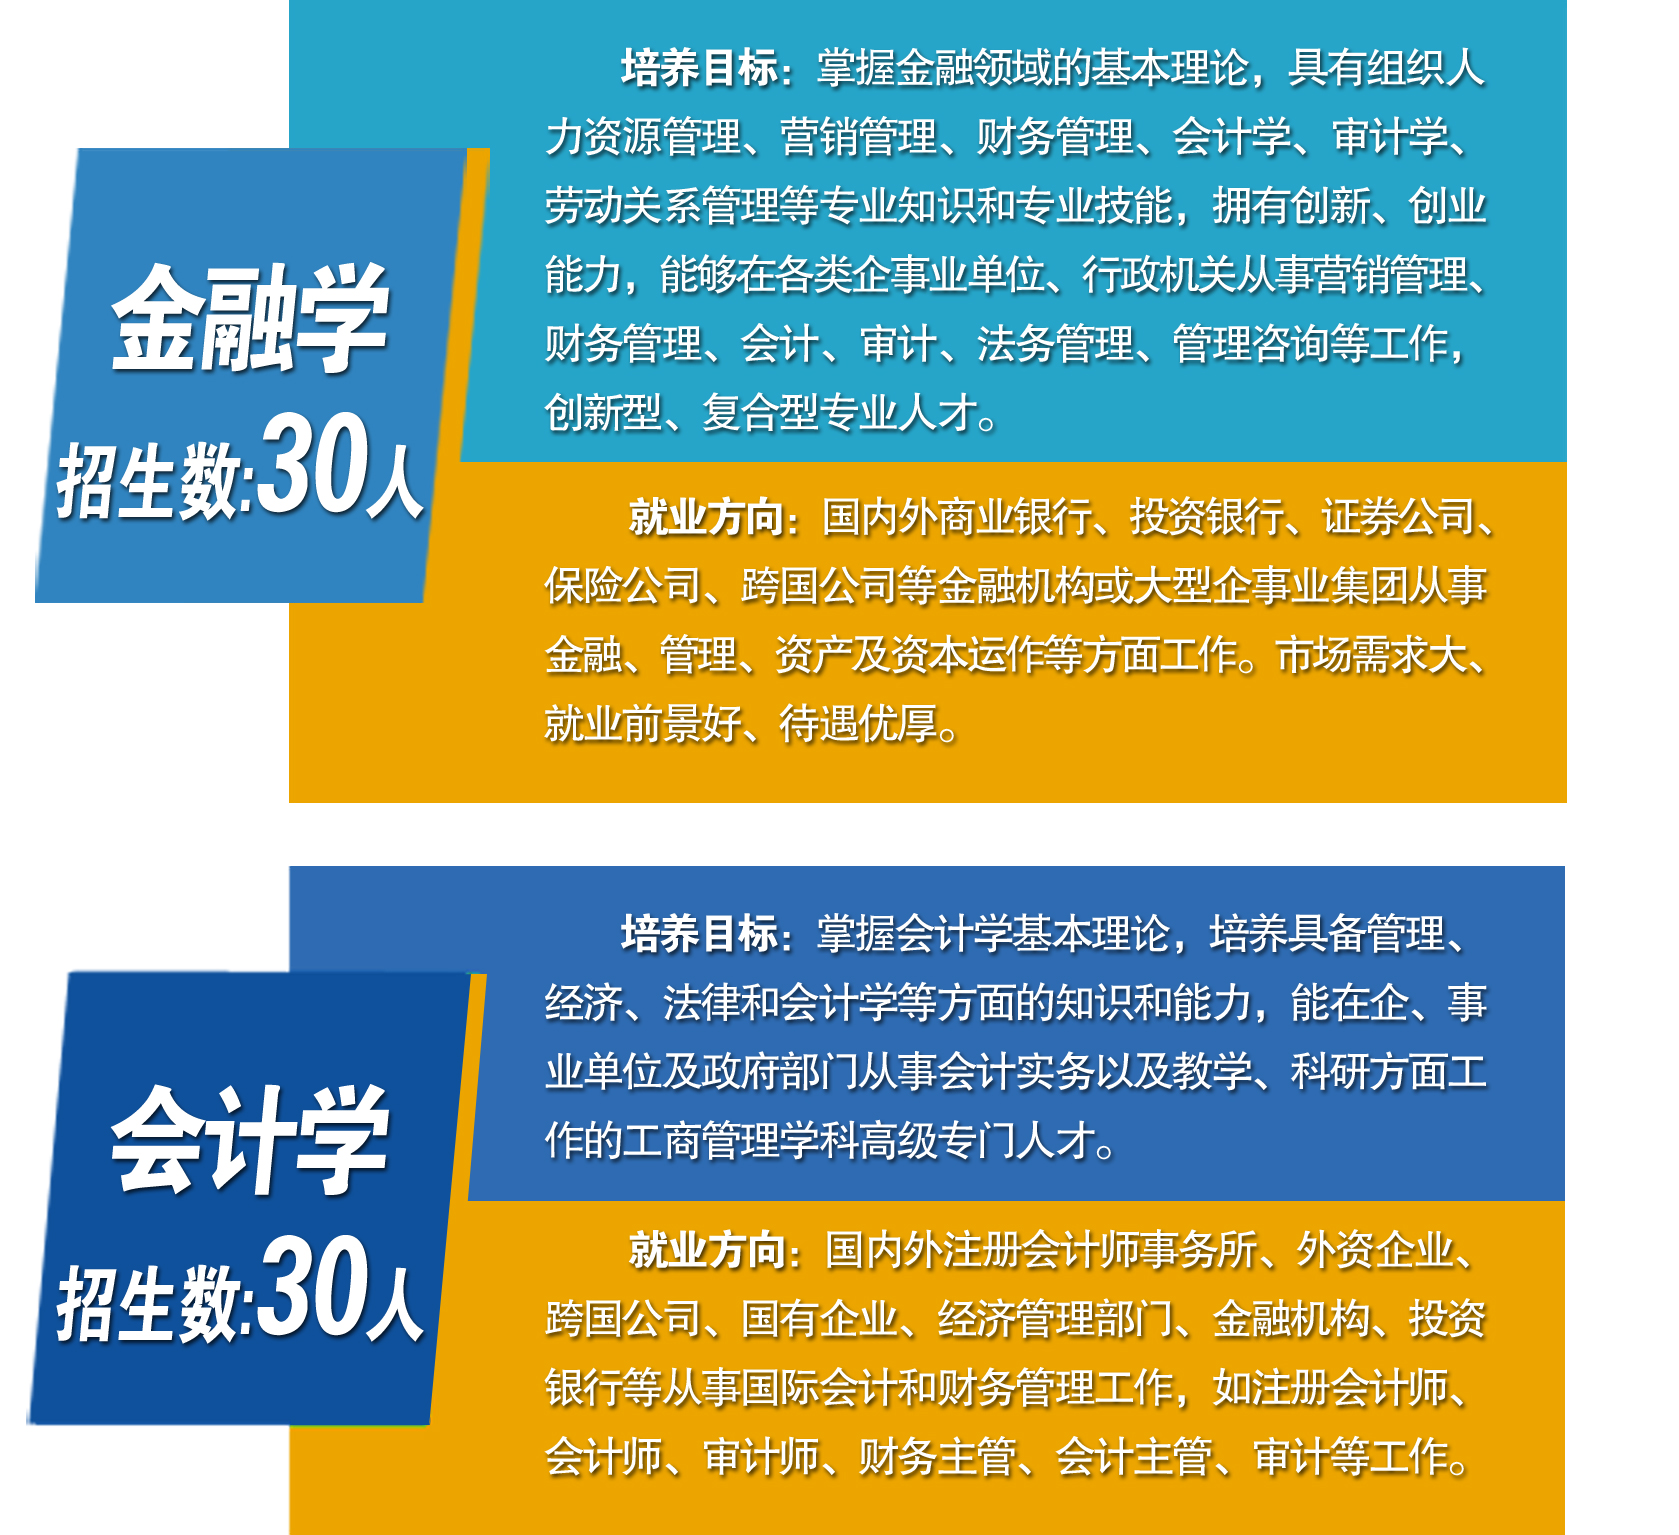 培养目标：掌握金融领域的基本理论，具有组织人
力资源管理、营销管理、财务管理、会计学、审计学、
劳动关系管理等专业知识和专业技能，拥有创新、创业
能力，能够在各类企事业单位、行政机关从事营销管理、
财务管理、会计、审计、法务管理、管理咨询等工作，
创新型、复合型专业人才。
金融学
招生数:30人
就业方向：国内外商业银行、投资银行、证券公司、
保险公司、跨国公司等金融机构或大型企事业集团从事
金融、管理、资产及资本运作等方面工作。市场需求大、
就业前景好、待遇优厚。
培养目标：掌握会计学基本理论，培养具备管理、
经济、法律和会计学等方面的知识和能力，能在企、事
业单位及政府部门从事会计实务以及教学、科研方面工
作的工商管理学科高级专门人才。
会计学
招生数:30人
就业方向：国内外注册会计师事务所、外资企业、
跨国公司、国有企业、经济管理部门、金融机构、投资
银行等从事国际会计和财务管理工作，如注册会计师、
会计师、审计师、财务主管、会计主管、审计等工作。